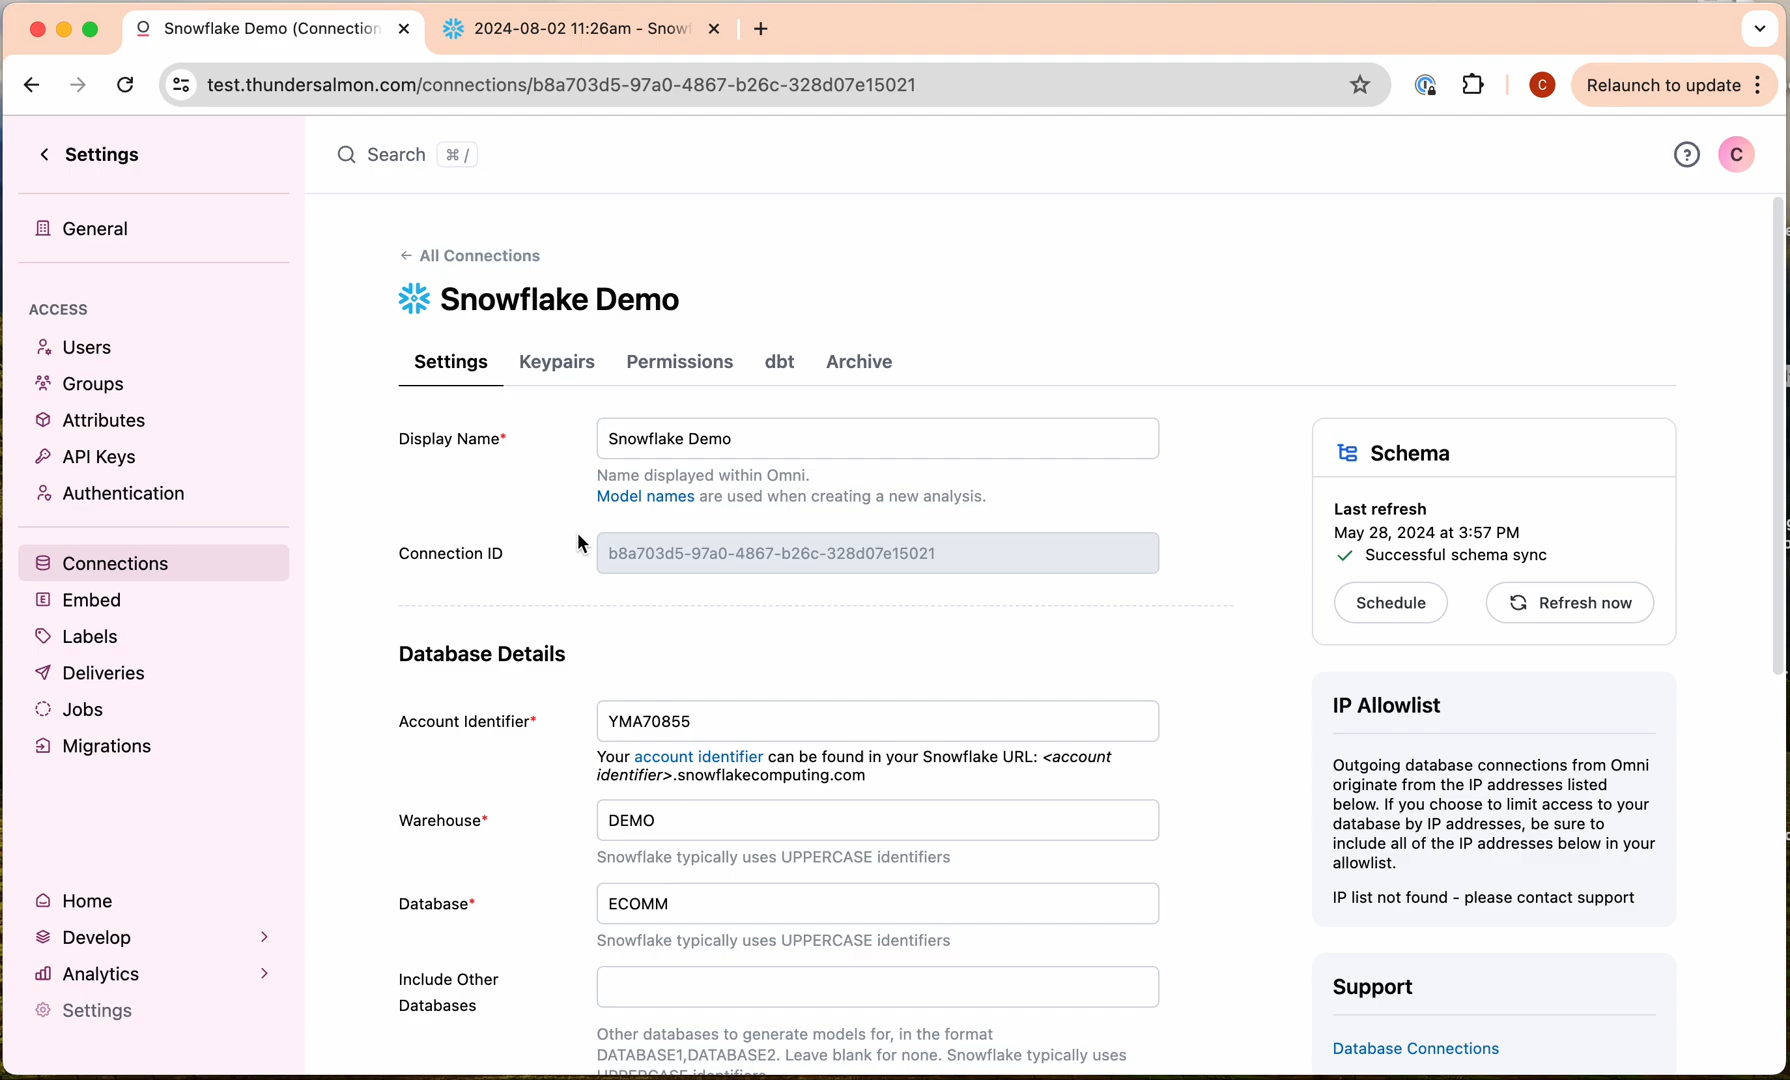 Snowflake Demo (Connection
2024-08-02 11:26am - Snowf
test.thundersalmon.com/connections/b8a703d5-97a0-4867-b26c-328d07e15021
C
Relaunch to update
Settings
Search ⌘ /
C
General
ACCESS
Users
Groups
Attributes
API Keys
Authentication
Connections
Embed
Labels
Deliveries
Jobs
Migrations
Home
Develop
Analytics
Settings
← All Connections
Snowflake Demo
Settings Keypairs Permissions dbt Archive
Display Name*
Snowflake Demo
Name displayed within Omni.
Model names are used when creating a new analysis.
Connection ID
b8a703d5-97a0-4867-b26c-328d07e15021
Database Details
Account Identifier*
YMA70855
Your account identifier can be found in your Snowflake URL: <account
identifier>.snowflakecomputing.com
Warehouse*
DEMO
Snowflake typically uses UPPERCASE identifiers
Database*
ECOMM
Snowflake typically uses UPPERCASE identifiers
Include Other
Databases
Other databases to generate models for, in the format
DATABASE1,DATABASE2. Leave blank for none. Snowflake typically uses
UPPERCASE identifiers
Schema
Last refresh
May 28, 2024 at 3:57 PM
Successful schema sync
Schedule
Refresh now
IP Allowlist
Outgoing database connections from Omni
originate from the IP addresses listed
below. If you choose to limit access to your
database by IP addresses, be sure to
include all of the IP addresses below in your
allowlist.
IP list not found - please contact support
Support
Database Connections